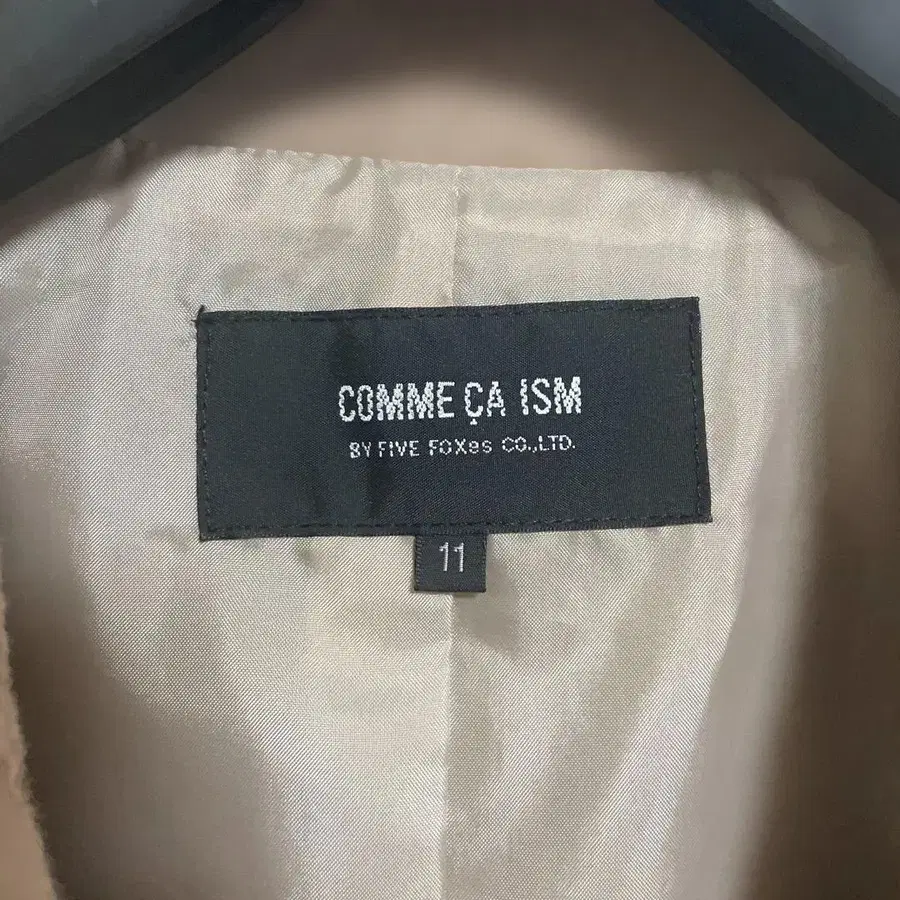 COMME ÇA ISM
BY FIVE FOXes CO.,LTD.
11